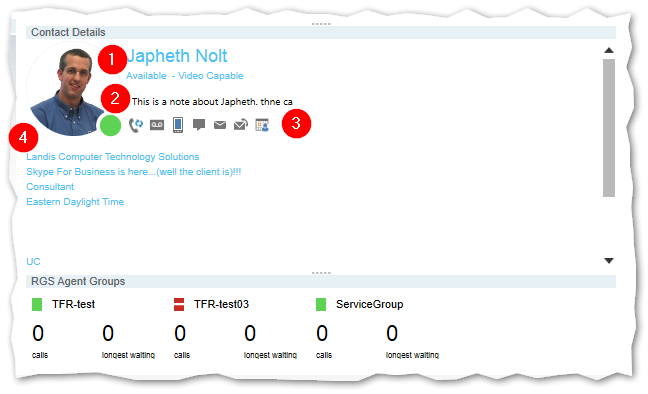 Contact Details
1
Japheth Nolt
Available - Video Capable
2
This is a note about Japheth. thne ca
3
4
Landis Computer Technology Solutions
Skype For Business is here...(well the client is)!!!
Consultant
Eastern Daylight Time
UC
RGS Agent Groups
TFR-test TFR-test03 ServiceGroup
0 0 0 0 0 0
calls longest waiting calls longest waiting calls longest waiting